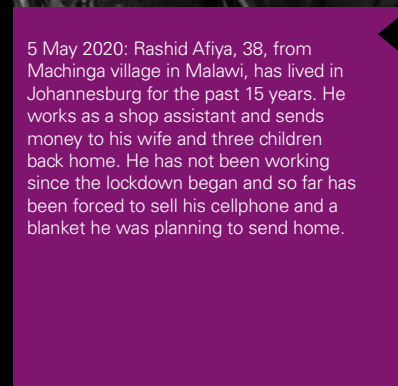 5 May 2020: Rashid Afiya, 38, from
Machinga village in Malawi, has lived in
Johannesburg for the past 15 years. He
works as a shop assistant and sends
money to his wife and three children
back home. He has not been working
since the lockdown began and so far has
been forced to sell his cellphone and a
blanket he was planning to send home.